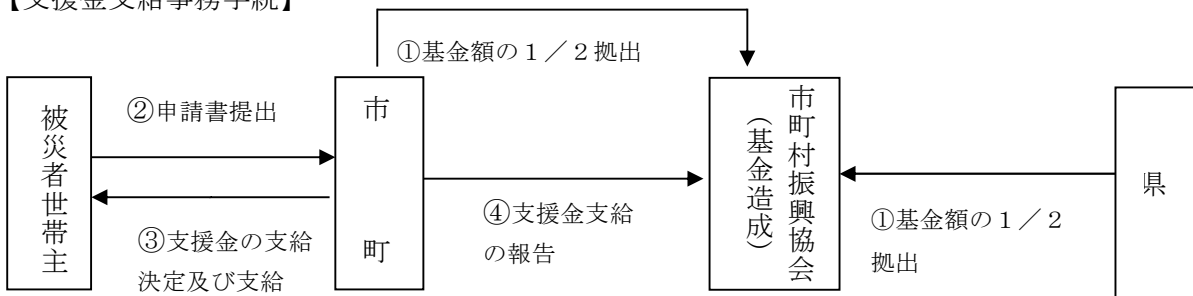 【支援金支給事務手続】
①基金額の１／２拠出
被災者世帯主
②申請書提出
③支援金の支給
決定及び支給
市町
④支援金支給
の報告
市町村振興協会
（基金造成）
①基金額の１／２
拠出
県